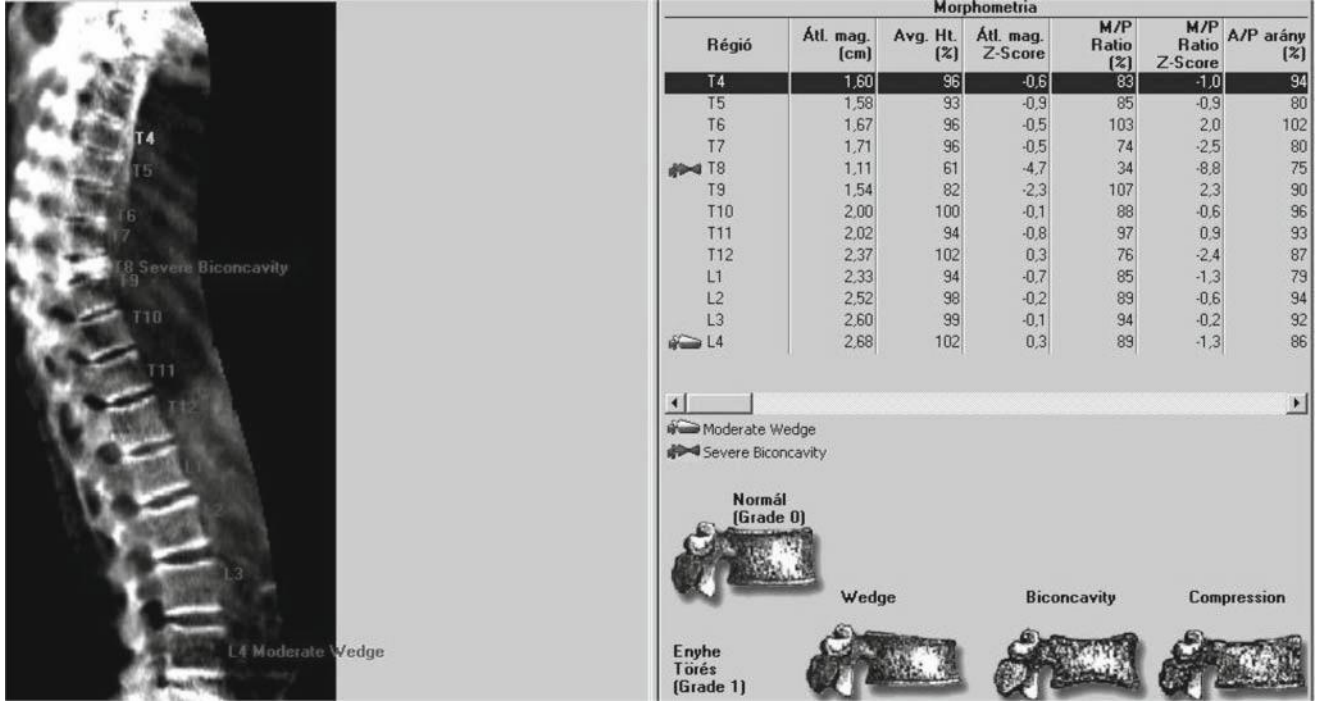 T4
T5
T6
T7
T8 Severe Biconcavity
T9
T10
T11
T12
L1
L2
L3
L4 Moderate Wedge
Morphometria
Régió Átl. mag. (cm) Avg. Ht. (%) Átl. mag. Z-Score M/P Ratio (%) M/P Ratio Z-Score A/P arány (%)
T4 1,60 96 -0,6 83 -1,0 94
T5 1,58 93 -0,9 85 -0,9 80
T6 1,67 96 -0,5 103 2,0 102
T7 1,71 96 -0,5 74 -2,5 80
T8 1,11 61 -4,7 34 -8,8 75
T9 1,54 82 -2,3 107 2,3 90
T10 2,00 100 -0,1 88 -0,6 96
T11 2,02 94 -0,8 97 0,9 93
T12 2,37 102 0,3 76 -2,4 87
L1 2,33 94 -0,7 85 -1,3 79
L2 2,52 98 -0,2 89 -0,6 94
L3 2,60 99 -0,1 94 -0,2 92
L4 2,68 102 0,3 89 -1,3 86
Moderate Wedge
Severe Biconcavity
Normál
(Grade 0)
Wedge Biconcavity Compression
Enyhe
Törés
(Grade 1)